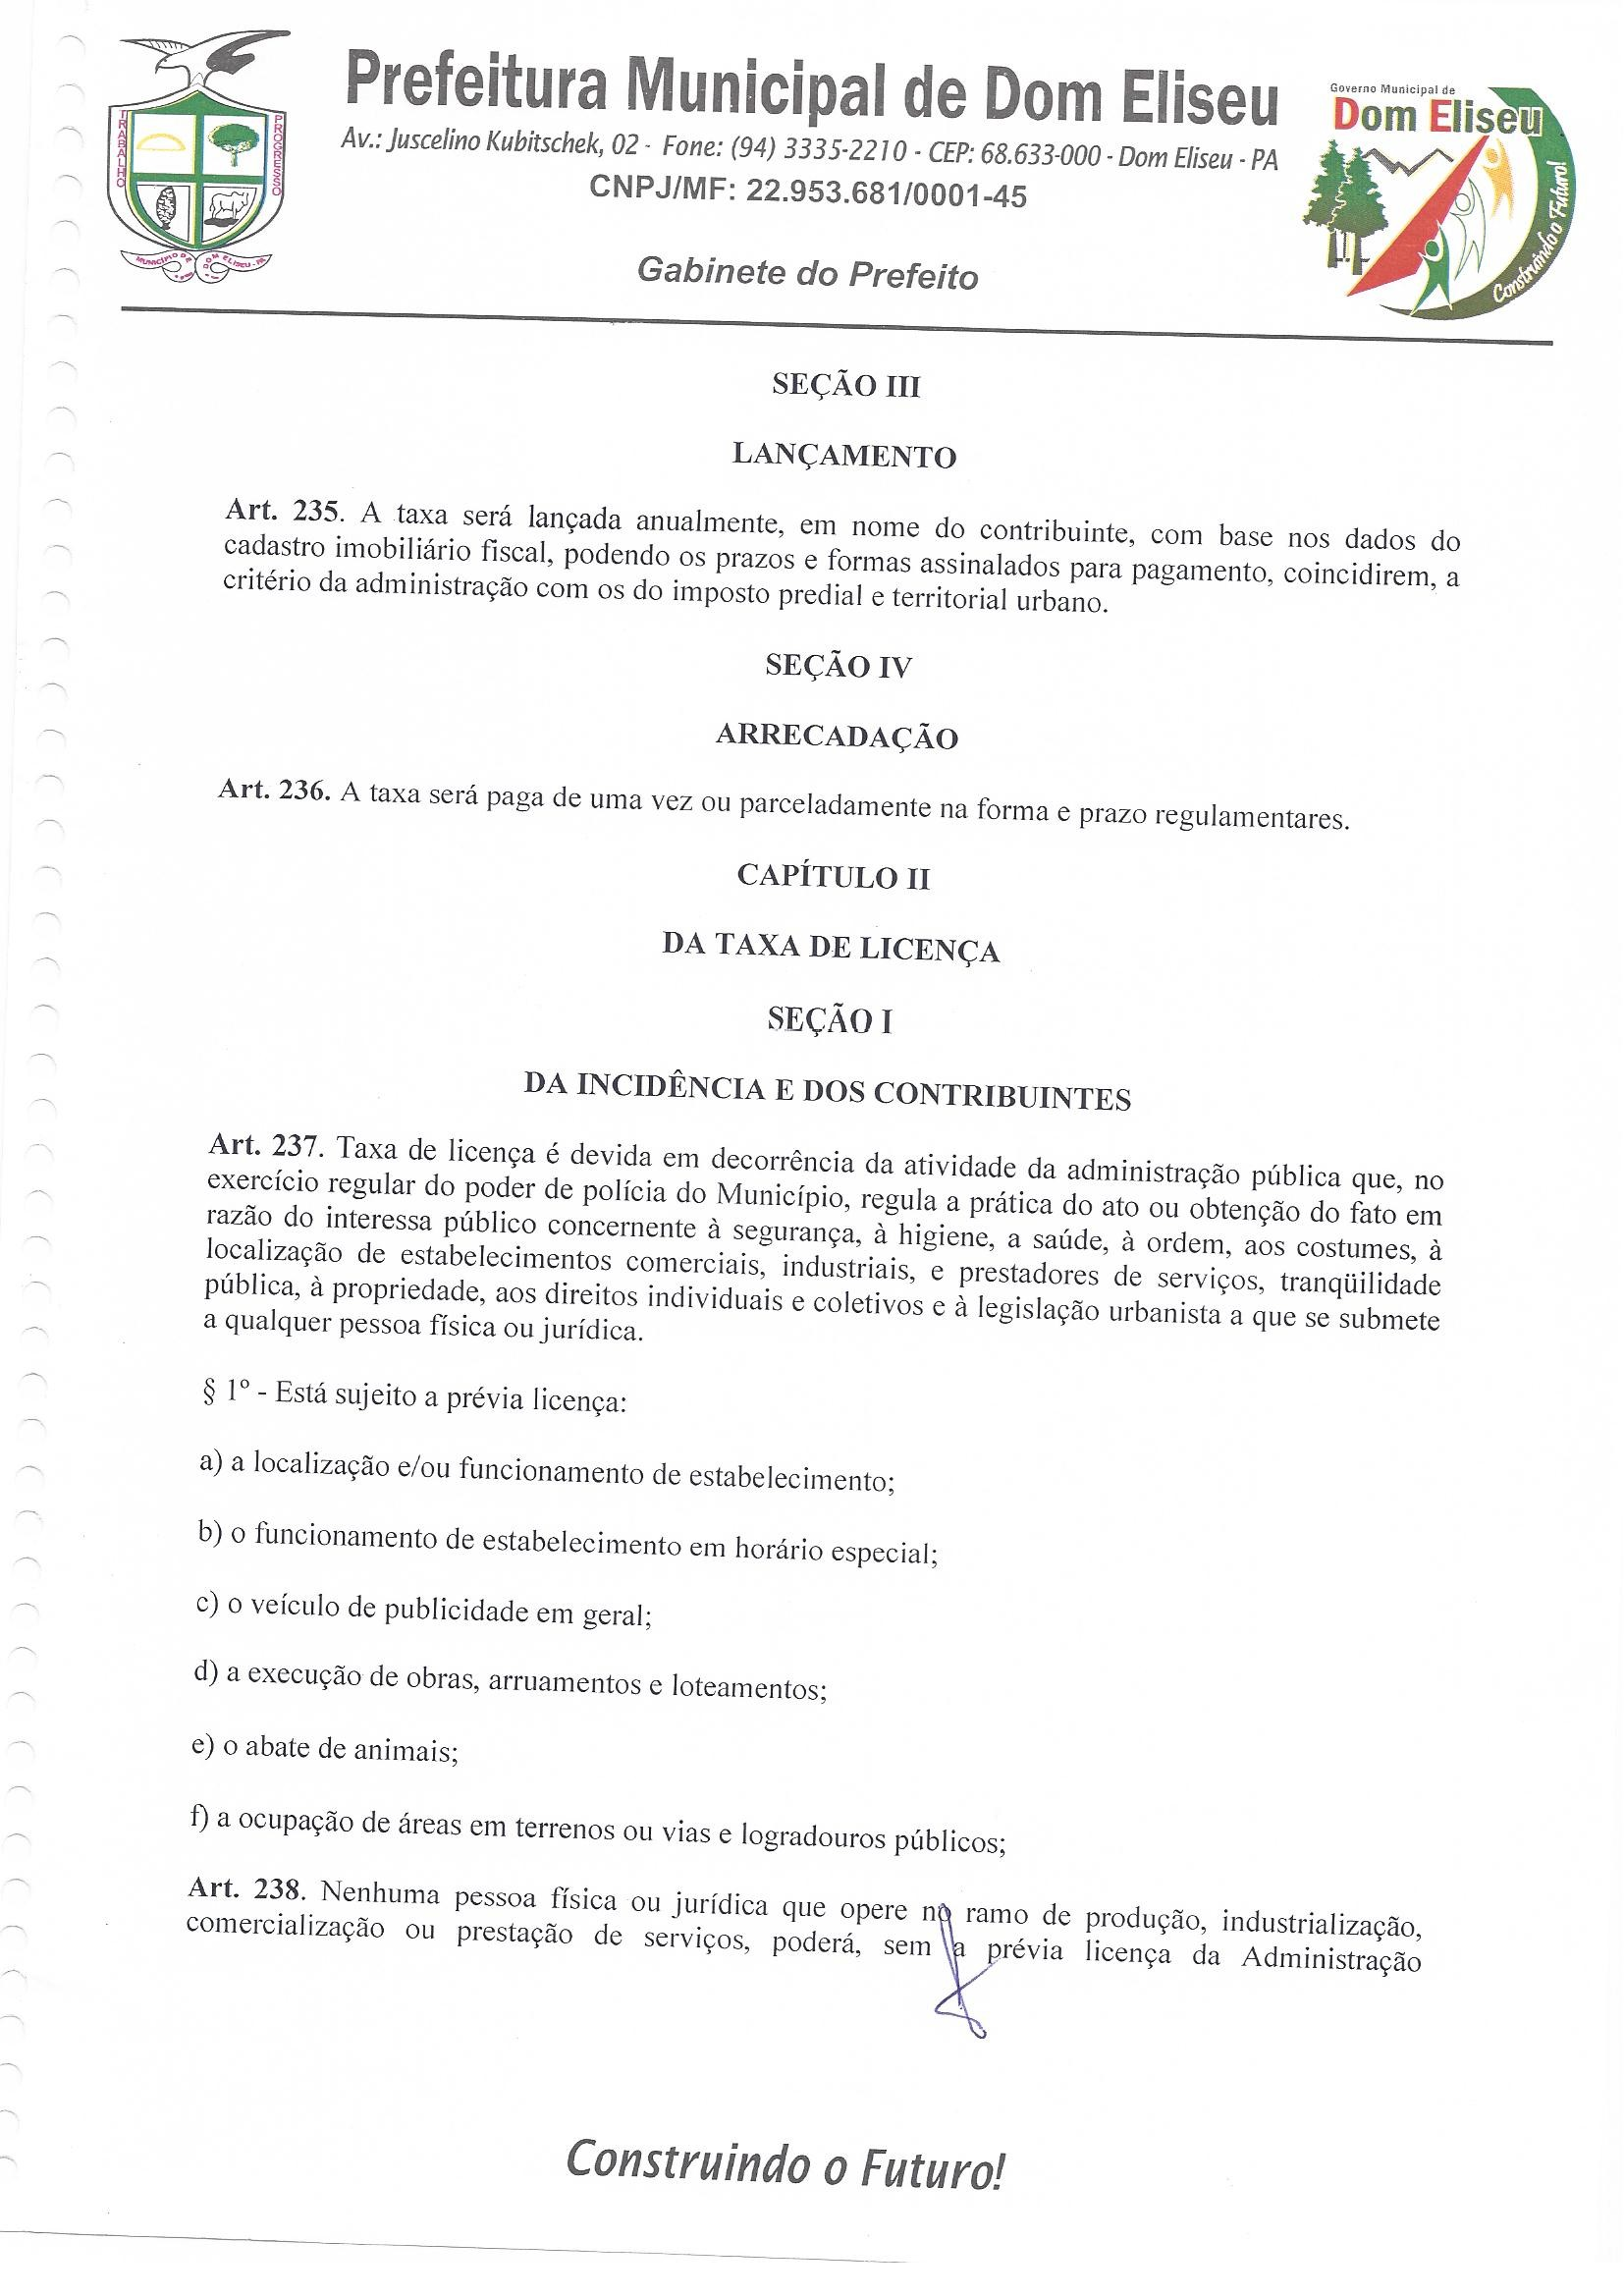 Prefeitura Municipal de Dom Eliseu
Av.: Juscelino Kubitschek, 02 - Fone: (94) 3335-2210 - CEP: 68.633-000 - Dom Eliseu - PA
CNPJ/MF: 22.953.681/0001-45
Gabinete do Prefeito
TRABALHO
PROGRESSO
MUNICÍPIO DE DOM ELISEU-PA
Governo Municipal de
Dom Eliseu
Construindo o Futuro!
SEÇÃO III
LANÇAMENTO
Art. 235. A taxa será lançada anualmente, em nome do contribuinte, com base nos dados do
cadastro imobiliário fiscal, podendo os prazos e formas assinalados para pagamento, coincidirem, a
critério da administração com os do imposto predial e territorial urbano.
SEÇÃO IV
ARRECADAÇÃO
Art. 236. A taxa será paga de uma vez ou parceladamente na forma e prazo regulamentares.
CAPÍTULO II
DA TAXA DE LICENÇA
SEÇÃO I
DA INCIDÊNCIA E DOS CONTRIBUINTES
Art. 237. Taxa de licença é devida em decorrência da atividade da administração pública que, no
exercício regular do poder de polícia do Município, regula a prática do ato ou obtenção do fato em
razão do interessa público concernente à segurança, à higiene, a saúde, à ordem, aos costumes, à
localização de estabelecimentos comerciais, industriais, e prestadores de serviços, tranqüilidade
pública, à propriedade, aos direitos individuais e coletivos e à legislação urbanista a que se submete
a qualquer pessoa física ou jurídica.
§ 1º - Está sujeito a prévia licença:
a) a localização e/ou funcionamento de estabelecimento;
b) o funcionamento de estabelecimento em horário especial;
c) o veículo de publicidade em geral;
d) a execução de obras, arruamentos e loteamentos;
e) o abate de animais;
f) a ocupação de áreas em terrenos ou vias e logradouros públicos;
Art. 238. Nenhuma pessoa física ou jurídica que opere no ramo de produção, industrialização,
comercialização ou prestação de serviços, poderá, sem a prévia licença da Administração
Construindo o Futuro!